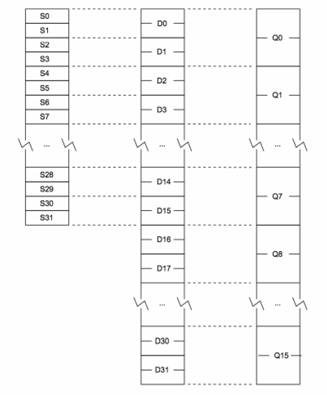 S0
S1
S2
S3
S4
S5
S6
S7
...
S28
S29
S30
S31
D0
D1
D2
D3
...
D14
D15
D16
D17
...
D30
D31
Q0
Q1
...
Q7
Q8
...
Q15